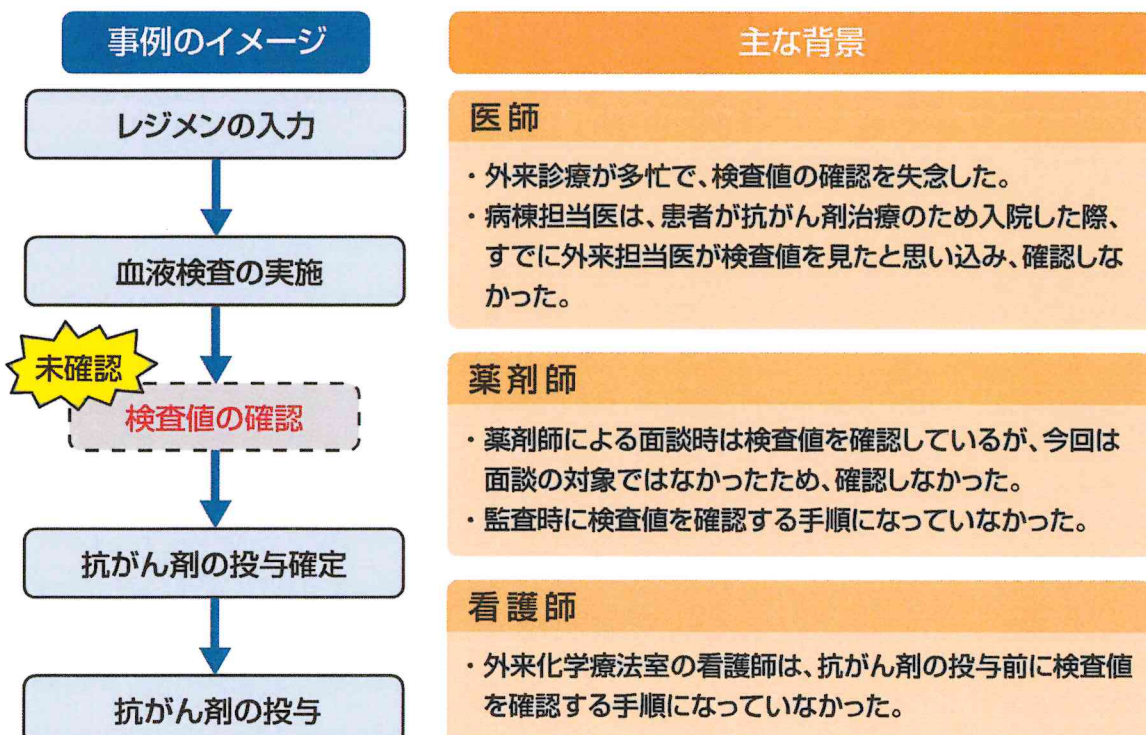 事例のイメージ
レジメンの入力
血液検査の実施
未確認
検査値の確認
抗がん剤の投与確定
抗がん剤の投与
主な背景
医師
・外来診療が多忙で、検査値の確認を失念した。
・病棟担当医は、患者が抗がん剤治療のため入院した際、
すでに外来担当医が検査値を見たと思い込み、確認しな
かった。
薬剤師
・薬剤師による面談時は検査値を確認しているが、今回は
面談の対象ではなかったため、確認しなかった。
・監査時に検査値を確認する手順になっていなかった。
看護師
・外来化学療法室の看護師は、抗がん剤の投与前に検査値
を確認する手順になっていなかった。